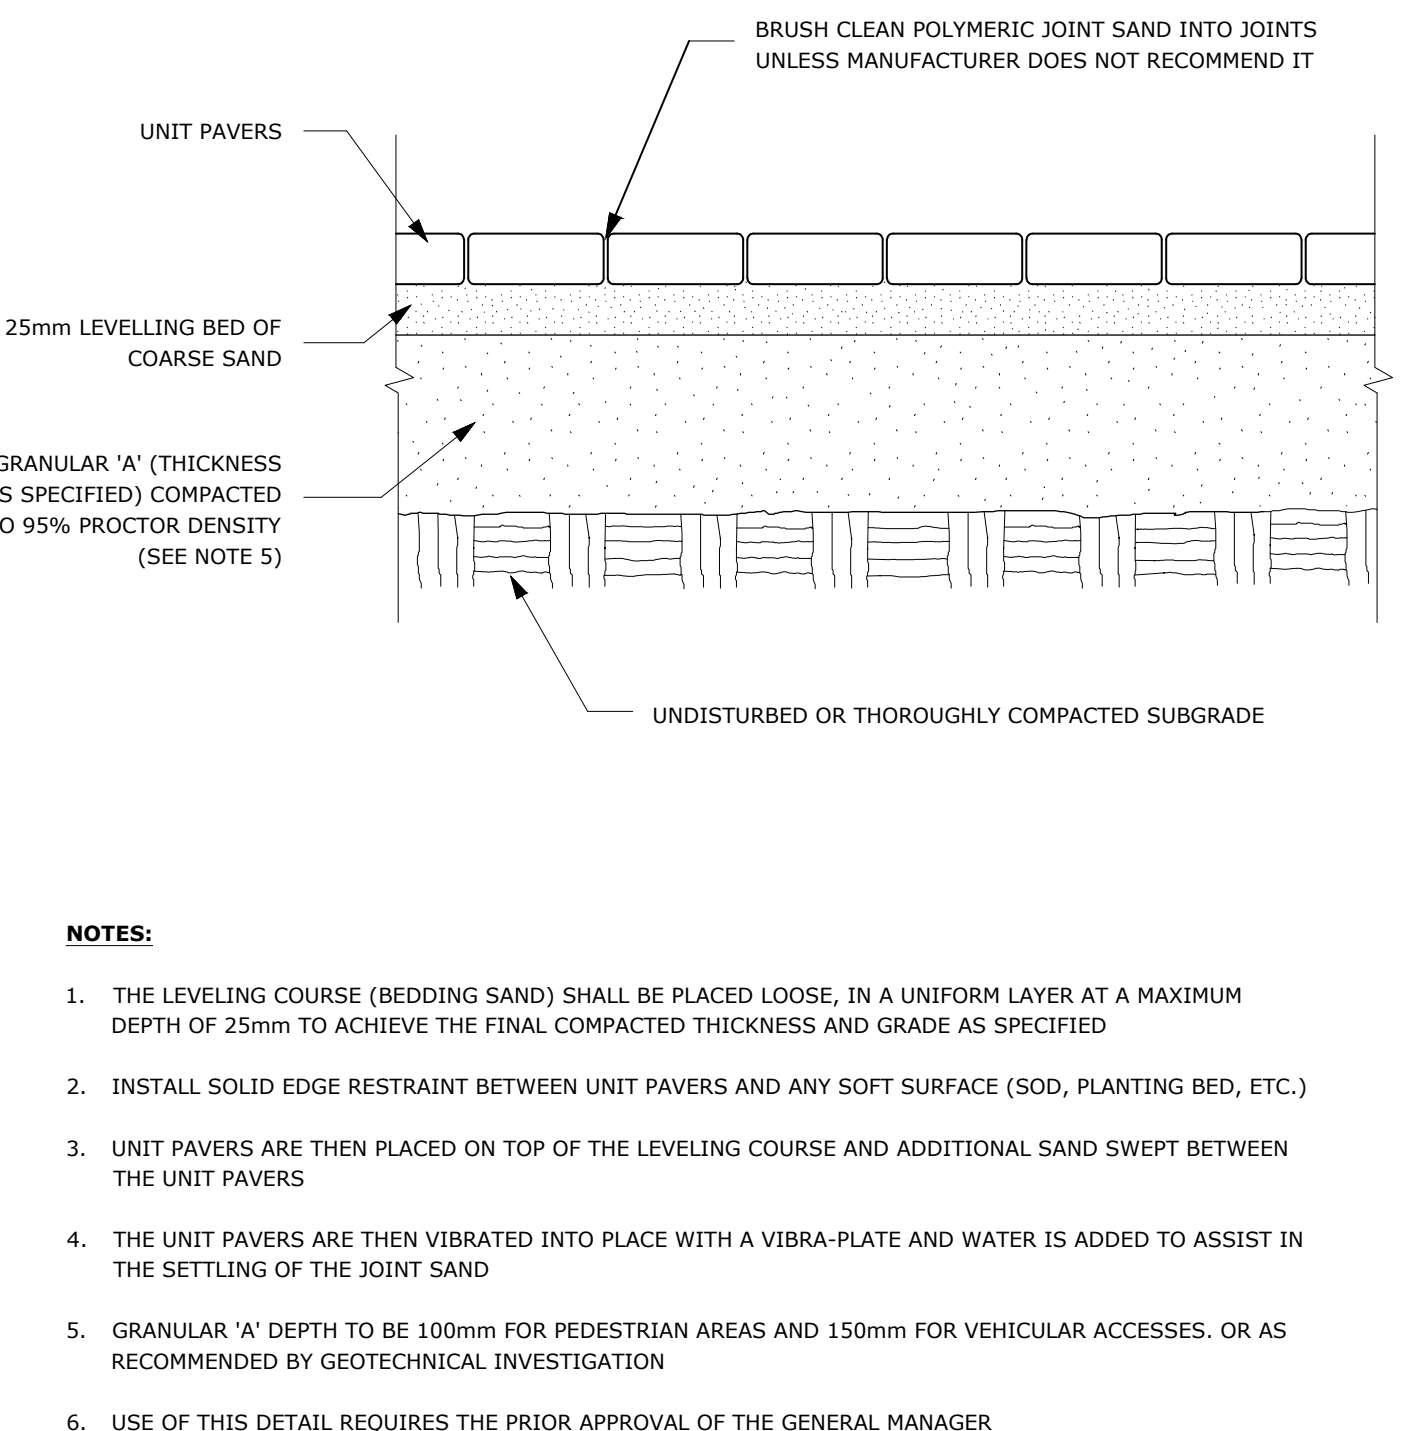 BRUSH CLEAN POLYMERIC JOINT SAND INTO JOINTS
UNLESS MANUFACTURER DOES NOT RECOMMEND IT
UNIT PAVERS
25mm LEVELLING BED OF
COARSE SAND
GRANULAR 'A' (THICKNESS
S SPECIFIED) COMPACTED
O 95% PROCTOR DENSITY
(SEE NOTE 5)
UNDISTURBED OR THOROUGHLY COMPACTED SUBGRADE
NOTES:
1. THE LEVELING COURSE (BEDDING SAND) SHALL BE PLACED LOOSE, IN A UNIFORM LAYER AT A MAXIMUM
DEPTH OF 25mm TO ACHIEVE THE FINAL COMPACTED THICKNESS AND GRADE AS SPECIFIED
2. INSTALL SOLID EDGE RESTRAINT BETWEEN UNIT PAVERS AND ANY SOFT SURFACE (SOD, PLANTING BED, ETC.)
3. UNIT PAVERS ARE THEN PLACED ON TOP OF THE LEVELING COURSE AND ADDITIONAL SAND SWEPT BETWEEN
THE UNIT PAVERS
4. THE UNIT PAVERS ARE THEN VIBRATED INTO PLACE WITH A VIBRA-PLATE AND WATER IS ADDED TO ASSIST IN
THE SETTLING OF THE JOINT SAND
5. GRANULAR 'A' DEPTH TO BE 100mm FOR PEDESTRIAN AREAS AND 150mm FOR VEHICULAR ACCESSES. OR AS
RECOMMENDED BY GEOTECHNICAL INVESTIGATION
6. USE OF THIS DETAIL REQUIRES THE PRIOR APPROVAL OF THE GENERAL MANAGER